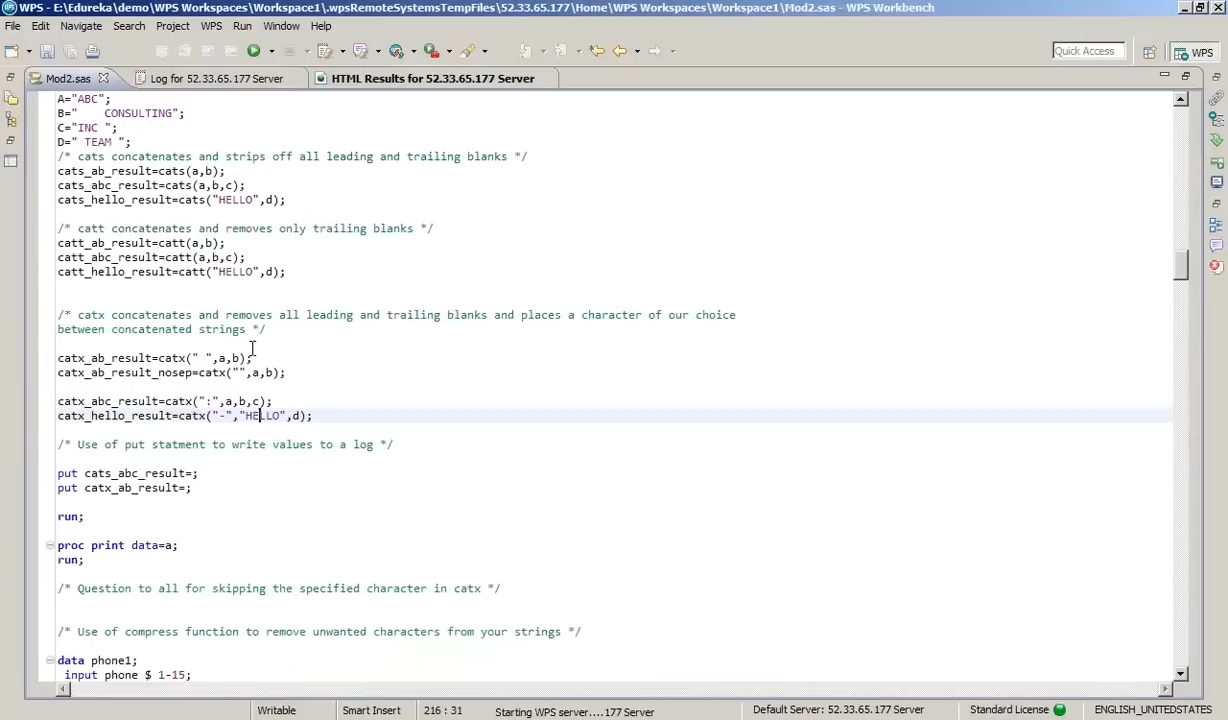 WPS - E:\Edureka\demo\WPS Workspaces\Workspace1\.wpsRemoteSystemsTempFiles\52.33.65.177\Home\WPS Workspaces\Workspace1\Mod2.sas - WPS Workbench
File Edit Navigate Search Project WPS Run Window Help
Quick Access WPS
Mod2.sas Log for 52.33.65.177 Server HTML Results for 52.33.65.177 Server
A="ABC";
B="    CONSULTING";
C="INC ";
D=" TEAM ";
/* cats concatenates and strips off all leading and trailing blanks */
cats_ab_result=cats(a,b);
cats_abc_result=cats(a,b,c);
cats_hello_result=cats("HELLO",d);
/* catt concatenates and removes only trailing blanks */
catt_ab_result=catt(a,b);
catt_abc_result=catt(a,b,c);
catt_hello_result=catt("HELLO",d);
/* catx concatenates and removes all leading and trailing blanks and places a character of our choice
between concatenated strings */
catx_ab_result=catx(" ",a,b);
catx_ab_result_nosep=catx("",a,b);
catx_abc_result=catx(":",a,b,c);
catx_hello_result=catx("-","HELLO",d);
/* Use of put statment to write values to a log */
put cats_abc_result=;
put catx_ab_result=;
run;
proc print data=a;
run;
/* Question to all for skipping the specified character in catx */
/* Use of compress function to remove unwanted characters from your strings */
data phone1;
input phone $ 1-15;
Writable Smart Insert 216 : 31 Starting WPS server....177 Server Default Server: 52.33.65.177 Server Standard License ENGLISH_UNITEDSTATES